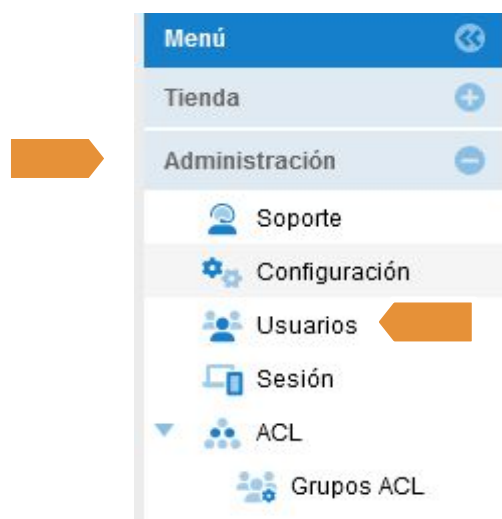 Menú
Tienda
Administración
Soporte
Configuración
Usuarios
Sesión
ACL
Grupos ACL